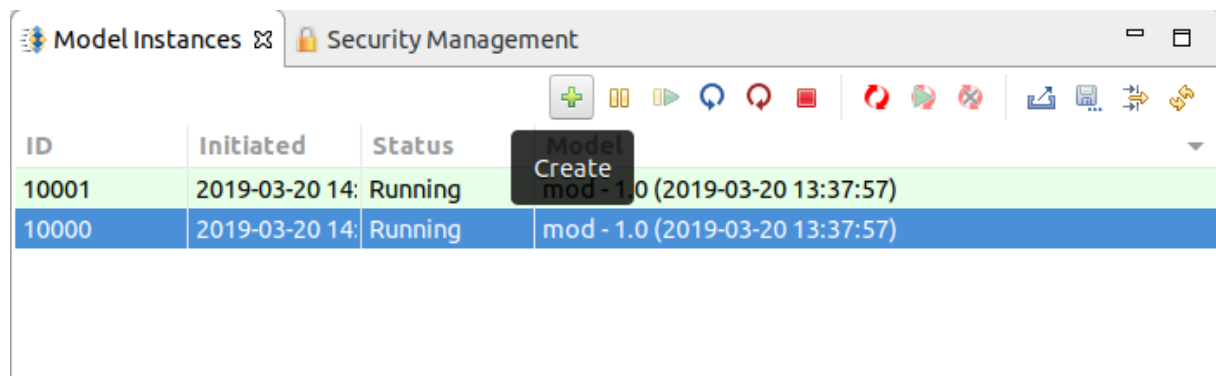 Model Instances Security Management
ID Initiated Status Model
Create
10001 2019-03-20 14: Running mod - 1.0 (2019-03-20 13:37:57)
10000 2019-03-20 14: Running mod - 1.0 (2019-03-20 13:37:57)